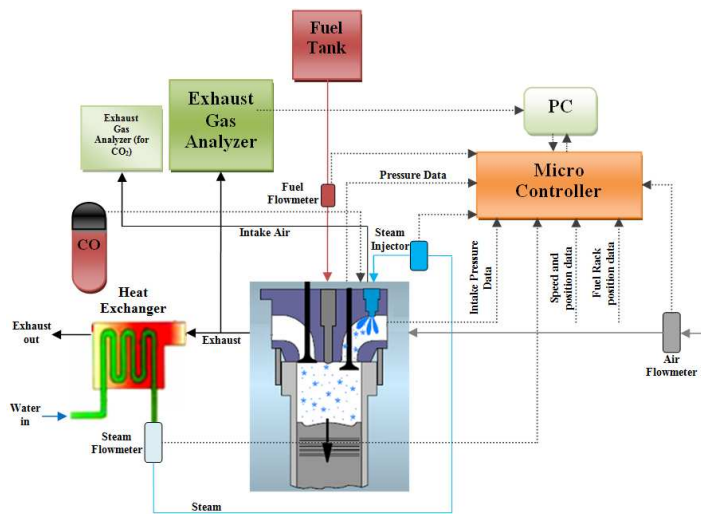 Fuel
Tank
Exhaust
Gas
Analyzer (for
CO₂)
Exhaust
Gas
Analyzer
PC
Micro
Controller
Pressure Data
Fuel
Flowmeter
Steam
Injector
Intake Air
CO
Intake Pressure
Data
Speed and
position data
Fuel Rack
position data
Heat
Exchanger
Exhaust
out
Exhaust
Air
Flowmeter
Water
in
Steam
Flowmeter
Steam